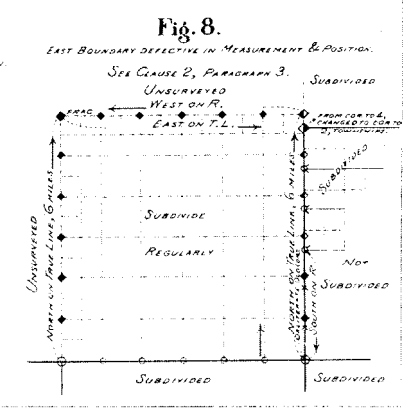 Fig. 8.
EAST BOUNDARY DEFECTIVE IN MEASUREMENT & POSITION.
SEE CLAUSE 2, PARAGRAPH 3.
SUBDIVIDED
UNSURVEYED
WEST ON R.
FRAC
EAST ON T.L.
FROM COR TO 4,
CHANGED TO COR TO
2, TOWNSHIPS.
SUBDIVIDED
UNSURVEYED
NORTH ON TRUE LINE, 6 MILES
SUBDIVIDE
REGULARLY
NORTH ON TRUE LINE, 6 MILES
SOUTH ON R.
NOT
SUBDIVIDED
SUBDIVIDED
SUBDIVIDED